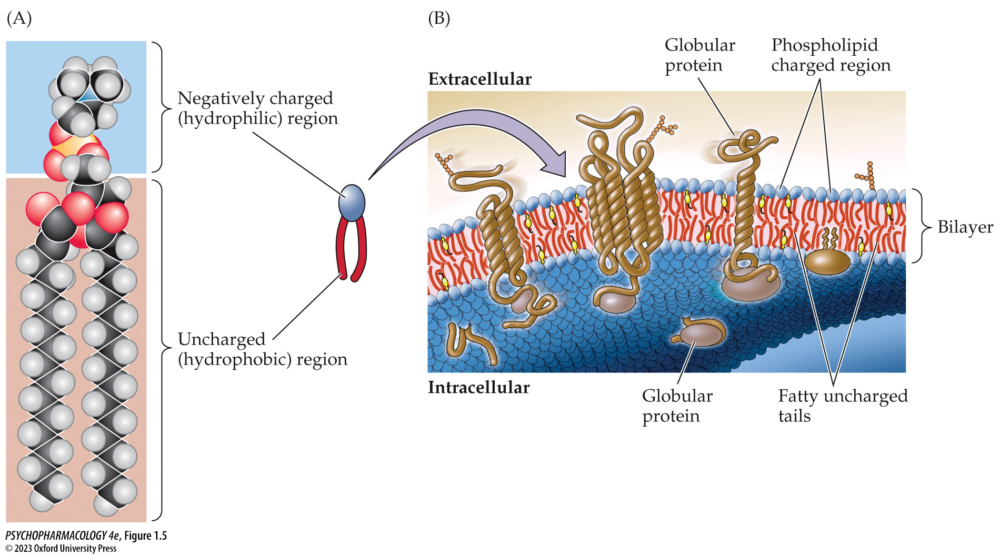 (A)
Negatively charged
(hydrophilic) region
Uncharged
(hydrophobic) region
(B)
Globular
protein
Phospholipid
charged region
Extracellular
Bilayer
Intracellular
Globular
protein
Fatty uncharged
tails
PSYCHOPHARMACOLOGY 4e, Figure 1.5
© 2023 Oxford University Press